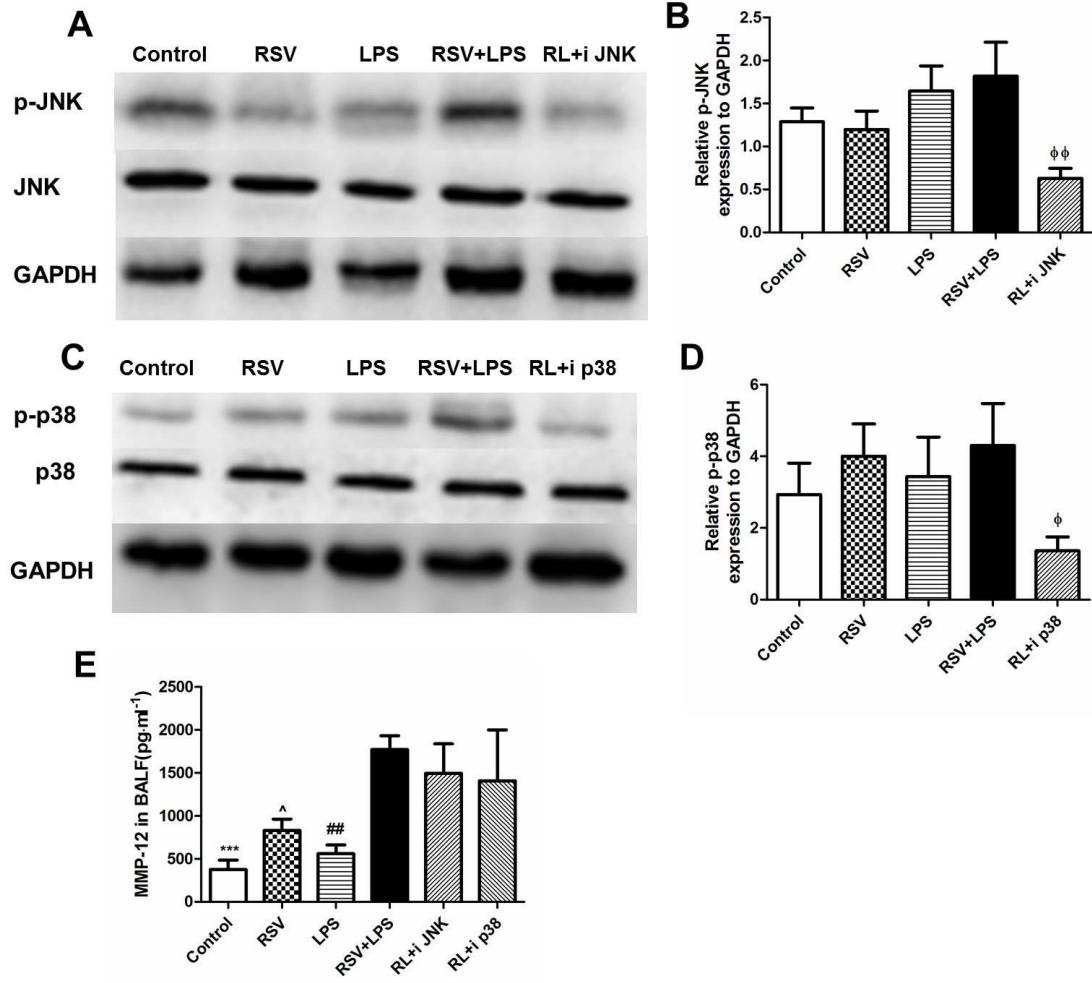 A
Control RSV LPS RSV+LPS RL+i JNK
p-JNK
JNK
GAPDH
B
Relative p-JNK
expression to GAPDH
2.5
2.0
1.5
1.0
0.5
0.0
ϕϕ
Control
RSV
LPS
RSV+LPS
RL+i JNK
C
Control RSV LPS RSV+LPS RL+i p38
p-p38
p38
GAPDH
D
Relative p-p38
expression to GAPDH
6
4
2
0
ϕ
Control
RSV
LPS
RSV+LPS
RL+i p38
E
MMP-12 in BALF(pg·ml⁻¹)
2500
2000
1500
1000
500
0
***
^
##
Control
RSV
LPS
RSV+LPS
RL+i JNK
RL+i p38